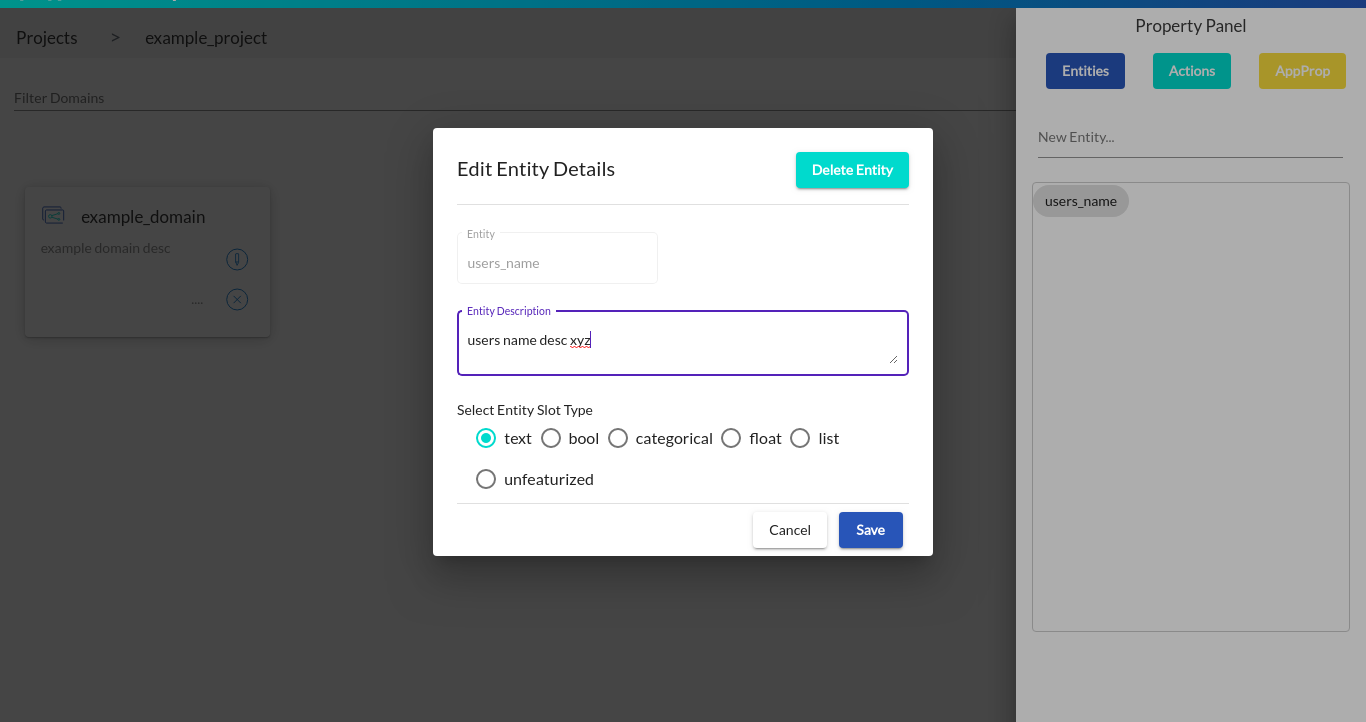 Projects > example_project
Filter Domains
example_domain
example domain desc
....
Edit Entity Details
Delete Entity
Entity
users_name
Entity Description
users name desc xyz
Select Entity Slot Type
text bool categorical float list
unfeaturized
Cancel Save
Property Panel
Entities Actions AppProp
New Entity...
users_name